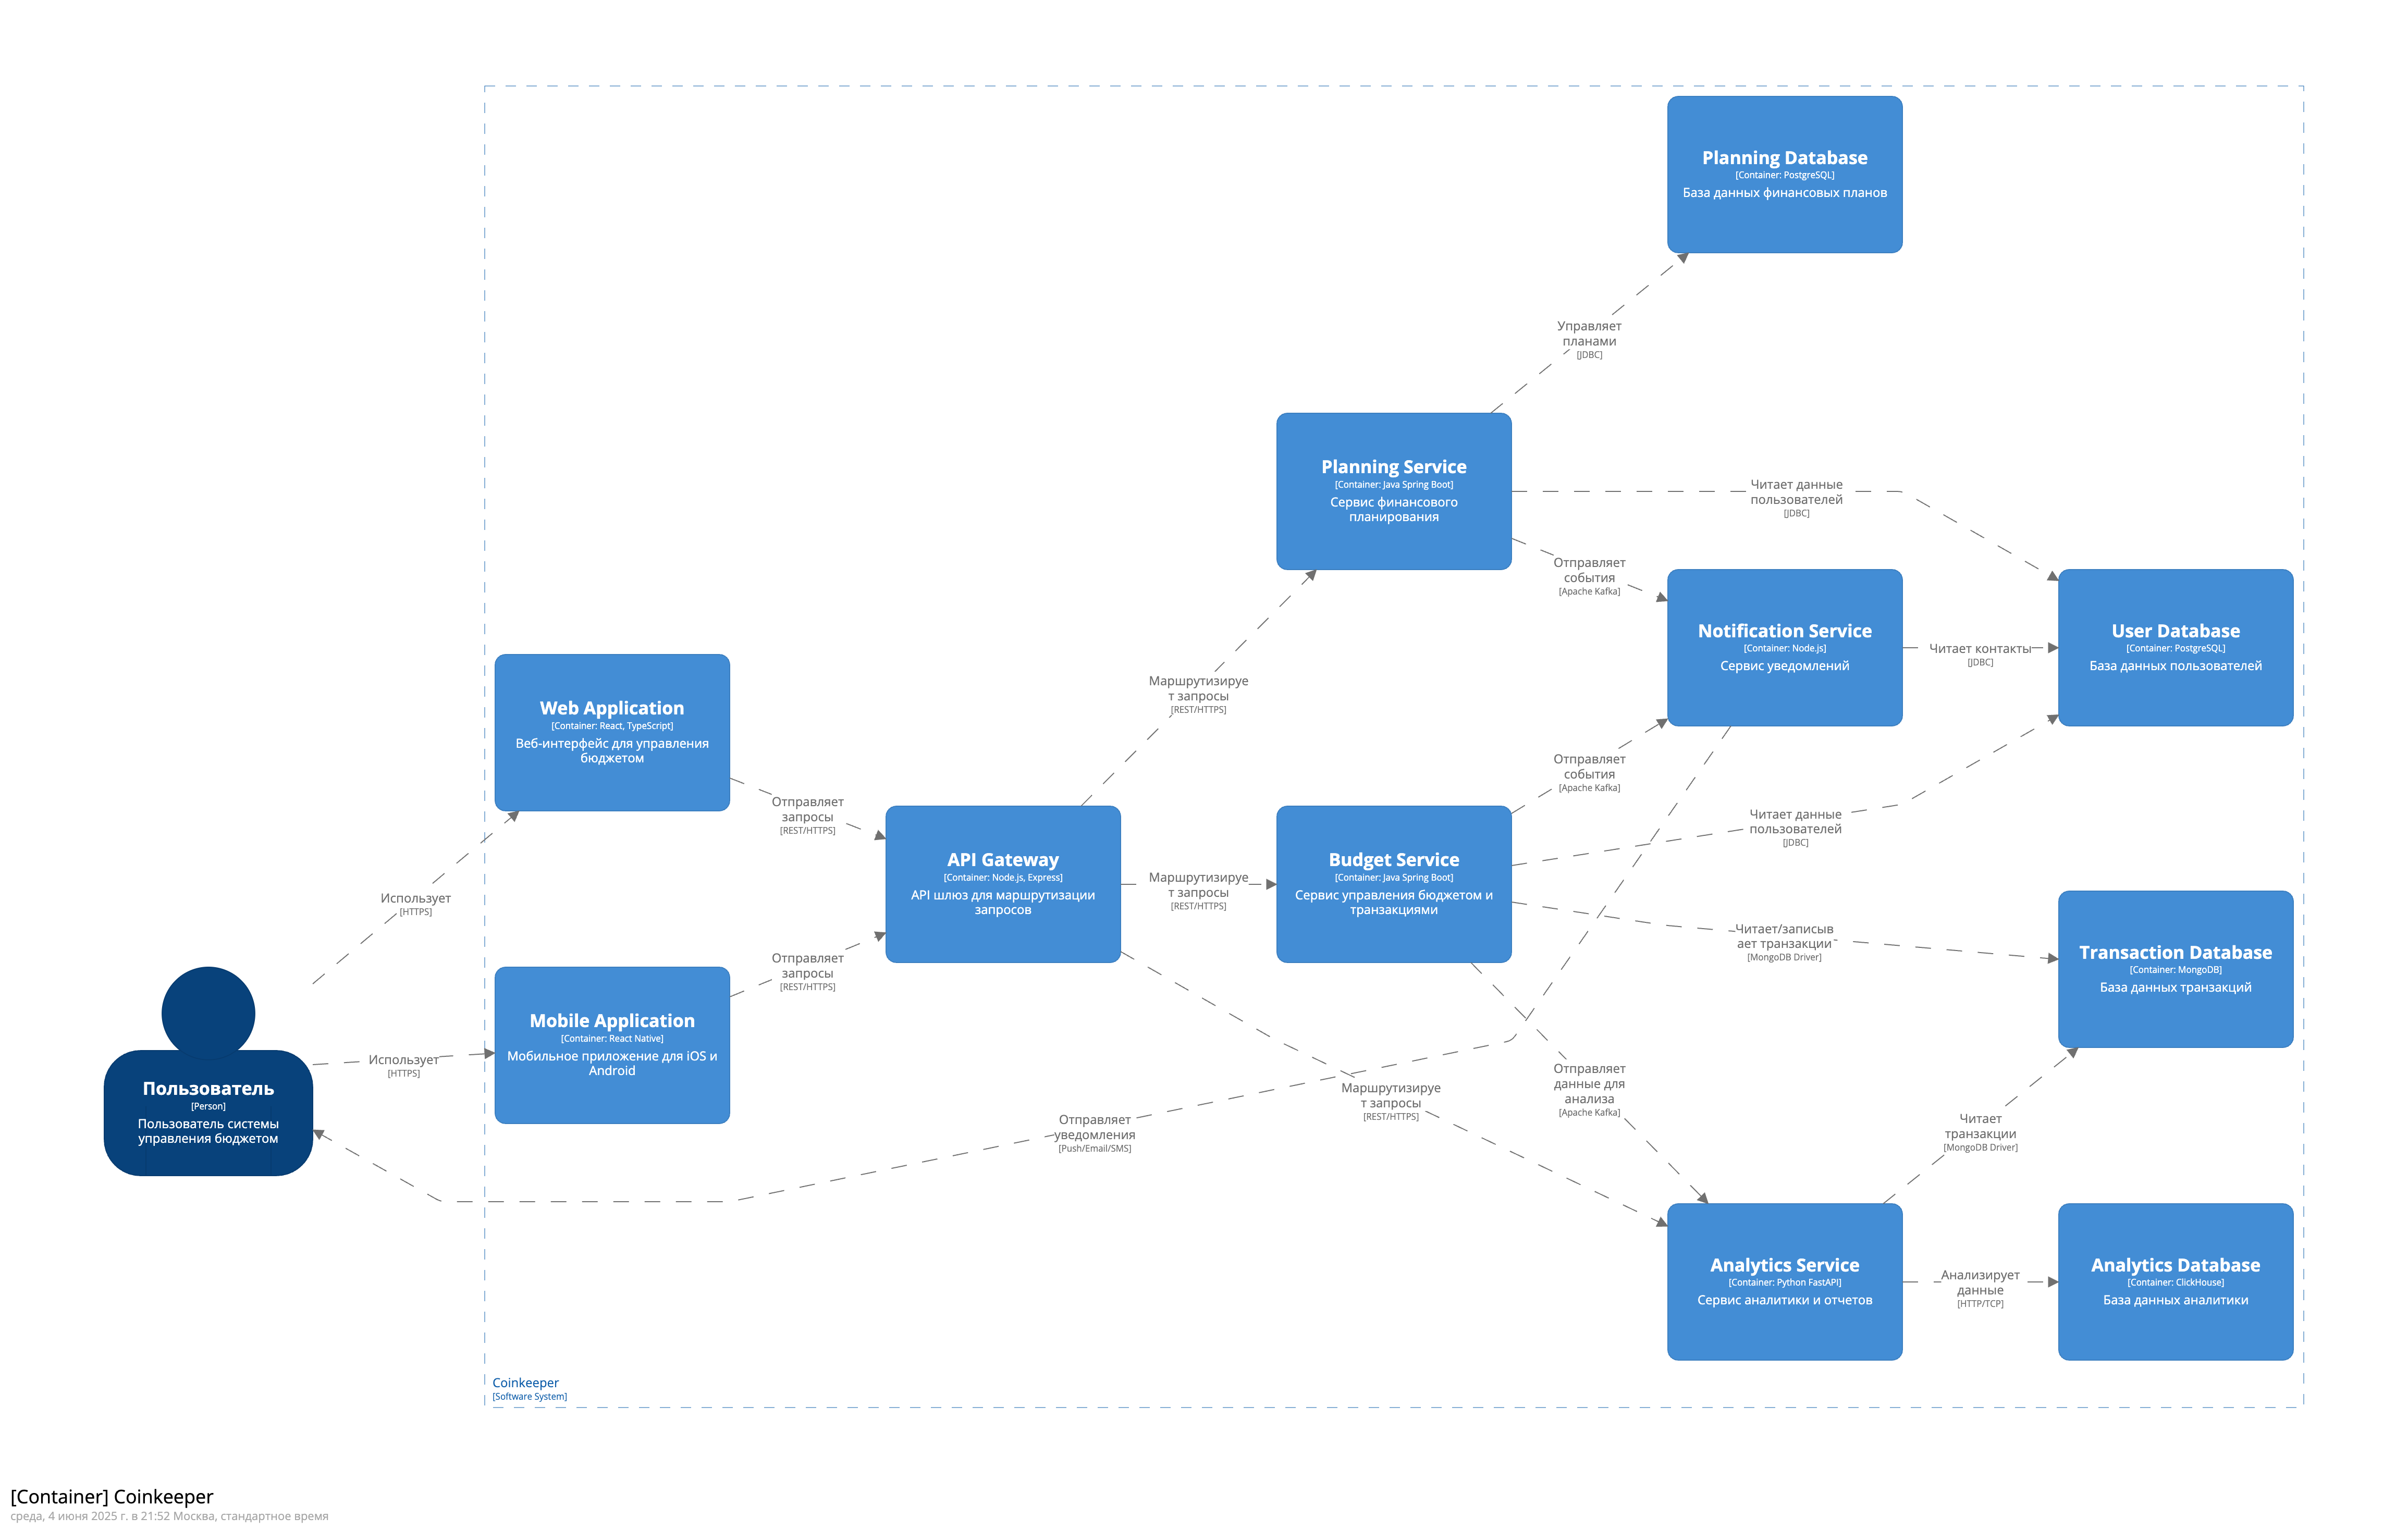 Planning Database
[Container: PostgreSQL]
База данных финансовых планов
Управляет
планами
[JDBC]
Planning Service
[Container: Java Spring Boot]
Сервис финансового
планирования
Читает данные
пользователей
[JDBC]
Отправляет
события
[Apache Kafka]
Notification Service
[Container: Node.js]
Сервис уведомлений
Читает контакты
[JDBC]
User Database
[Container: PostgreSQL]
База данных пользователей
Маршрутизируе
т запросы
[REST/HTTPS]
Web Application
[Container: React, TypeScript]
Веб-интерфейс для управления
бюджетом
Отправляет
запросы
[REST/HTTPS]
Отправляет
события
[Apache Kafka]
Читает данные
пользователей
[JDBC]
API Gateway
[Container: Node.js, Express]
API шлюз для маршрутизации
запросов
Маршрутизируе
т запросы
[REST/HTTPS]
Budget Service
[Container: Java Spring Boot]
Сервис управления бюджетом и
транзакциями
Использует
[HTTPS]
Читает/записыв
ает транзакции
[MongoDB Driver]
Transaction Database
[Container: MongoDB]
База данных транзакций
Отправляет
запросы
[REST/HTTPS]
Mobile Application
[Container: React Native]
Мобильное приложение для iOS и
Android
Использует
[HTTPS]
Пользователь
[Person]
Пользователь системы
управления бюджетом
Отправляет
данные для
анализа
[Apache Kafka]
Маршрутизируе
т запросы
[REST/HTTPS]
Отправляет
уведомления
[Push/Email/SMS]
Читает
транзакции
[MongoDB Driver]
Analytics Service
[Container: Python FastAPI]
Сервис аналитики и отчетов
Анализирует
данные
[HTTP/TCP]
Analytics Database
[Container: ClickHouse]
База данных аналитики
Coinkeeper
[Software System]
[Container] Coinkeeper
среда, 4 июня 2025 г. в 21:52 Москва, стандартное время